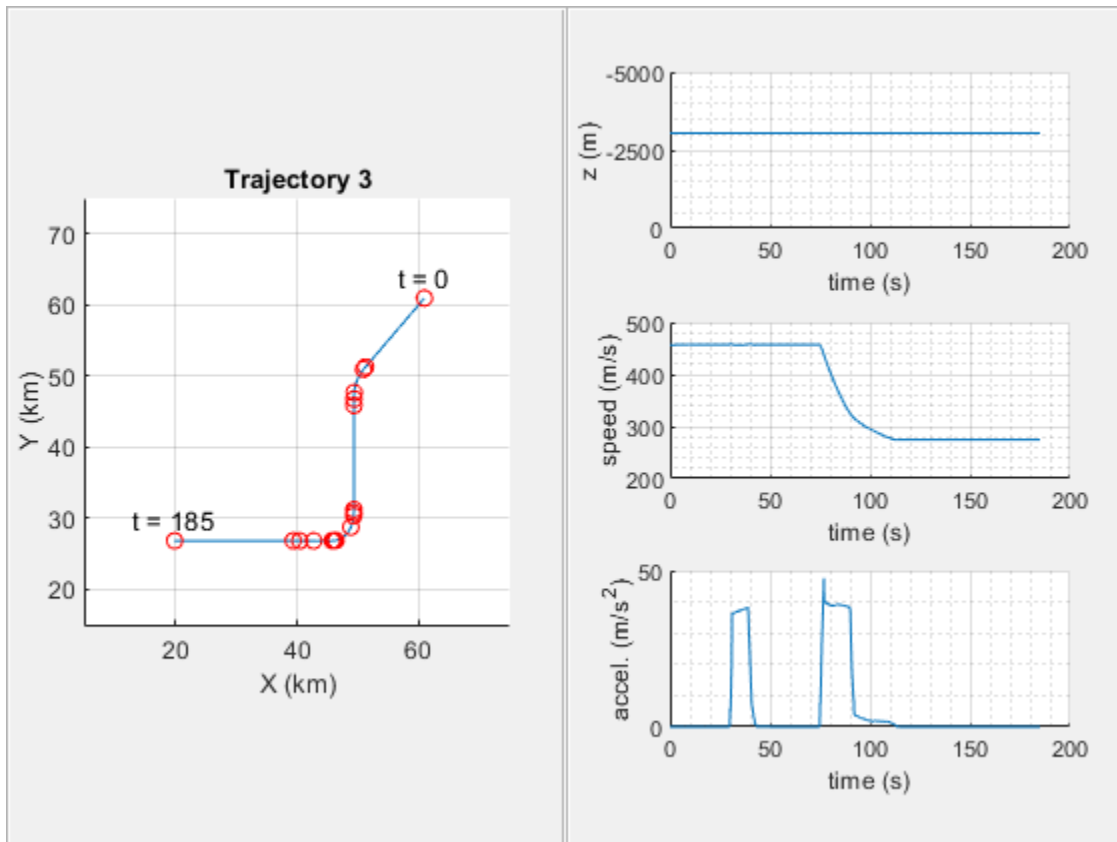 Trajectory 3
t = 0
t = 185
70
60
50
40
30
20
Y (km)
20 40 60
X (km)
-5000
-2500
0
z (m)
0 50 100 150 200
time (s)
500
400
300
200
speed (m/s)
0 50 100 150 200
time (s)
50
0
accel. (m/s²)
0 50 100 150 200
time (s)